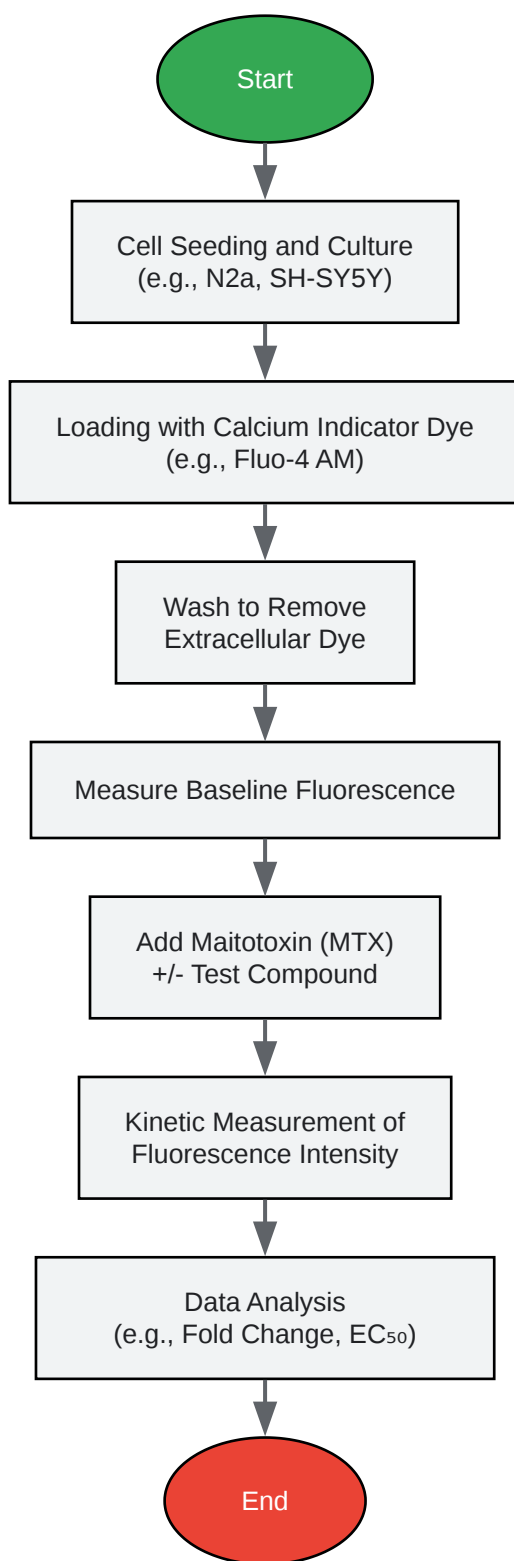 Start
Cell Seeding and Culture
(e.g., N2a, SH-SY5Y)
Loading with Calcium Indicator Dye
(e.g., Fluo-4 AM)
Wash to Remove
Extracellular Dye
Measure Baseline Fluorescence
Add Maitotoxin (MTX)
+/- Test Compound
Kinetic Measurement of
Fluorescence Intensity
Data Analysis
(e.g., Fold Change, EC₅₀)
End